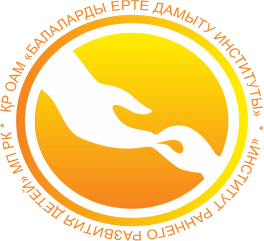 ҚР ОАМ «БАЛАЛАРДЫ ЕРТЕ ДАМЫТУ ИНСТИТУТЫ» *
«ИНСТИТУТ РАННЕГО РАЗВИТИЯ ДЕТЕЙ» МП РК *